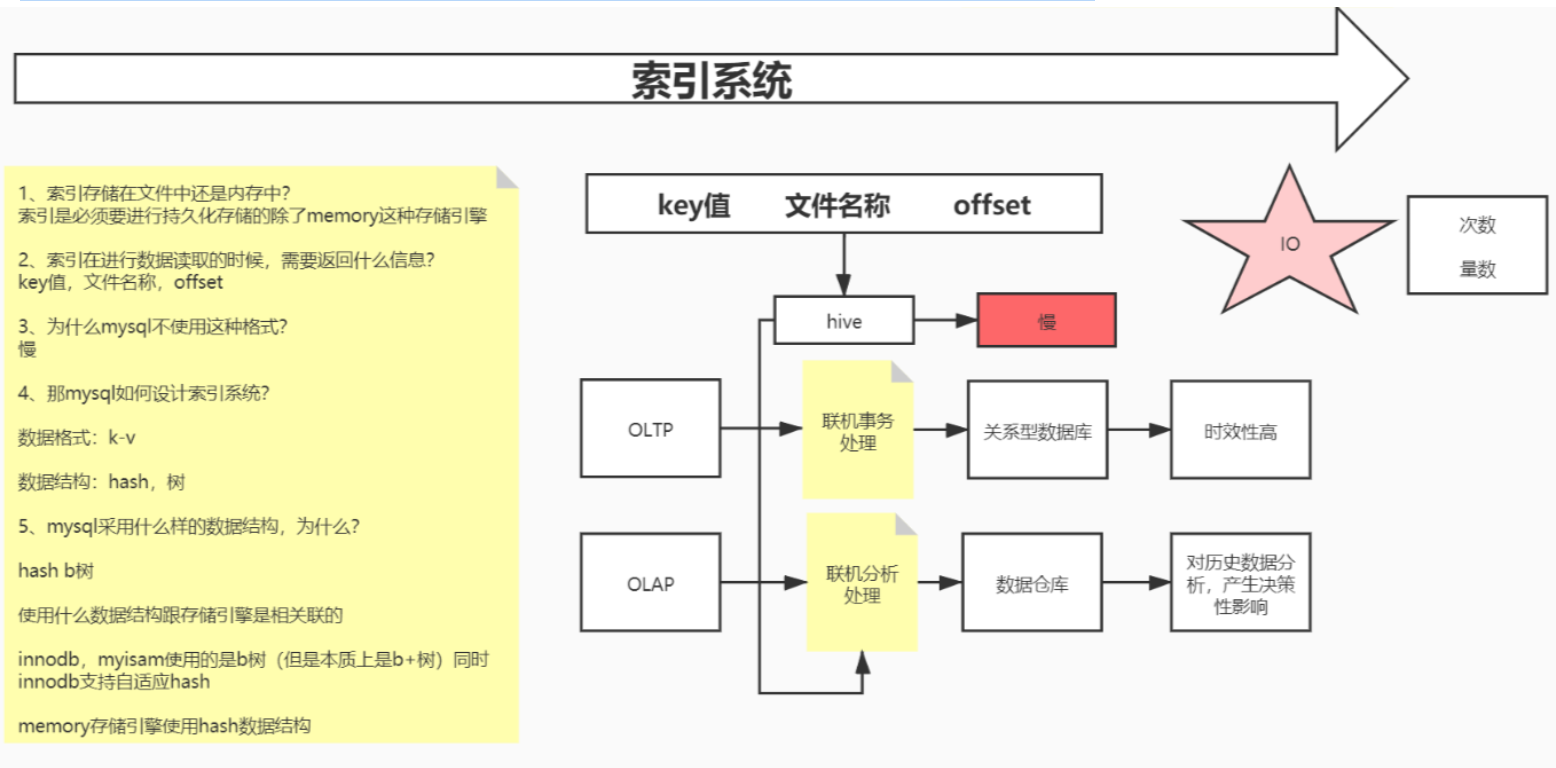 索引系统
1、索引存储在文件中还是内存中?
索引是必须要进行持久化存储的除了memory这种存储引擎
2、索引在进行数据读取的时候，需要返回什么信息?
key值，文件名称，offset
3、为什么mysql不使用这种格式?
慢
4、那mysql如何设计索引系统?
数据格式：k-v
数据结构：hash，树
5、mysql采用什么样的数据结构，为什么?
hash b树
使用什么数据结构跟存储引擎是相关联的
innodb，myisam使用的是b树（但是本质上是b+树）同时
innodb支持自适应hash
memory存储引擎使用hash数据结构
key值 文件名称 offset
IO
次数
量数
hive
慢
OLTP
联机事务
处理
关系型数据库
时效性高
OLAP
联机分析
处理
数据仓库
对历史数据分
析，产生决策
性影响